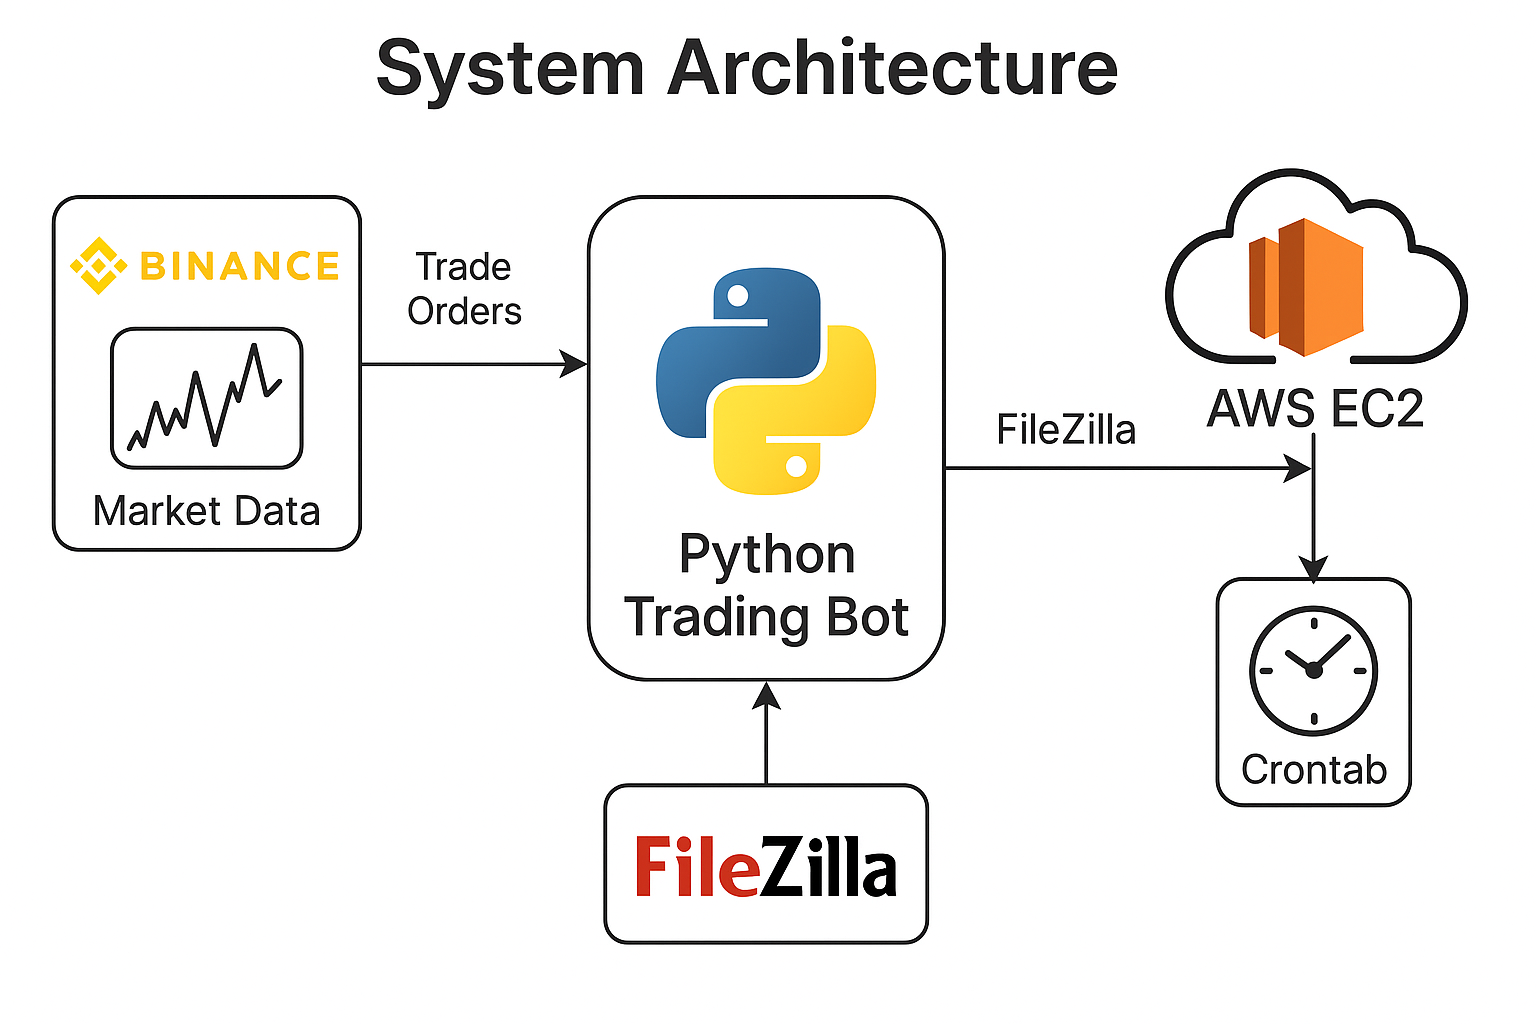 System Architecture
BINANCE
Market Data
Trade
Orders
Python
Trading Bot
FileZilla
AWS EC2
Crontab
FileZilla